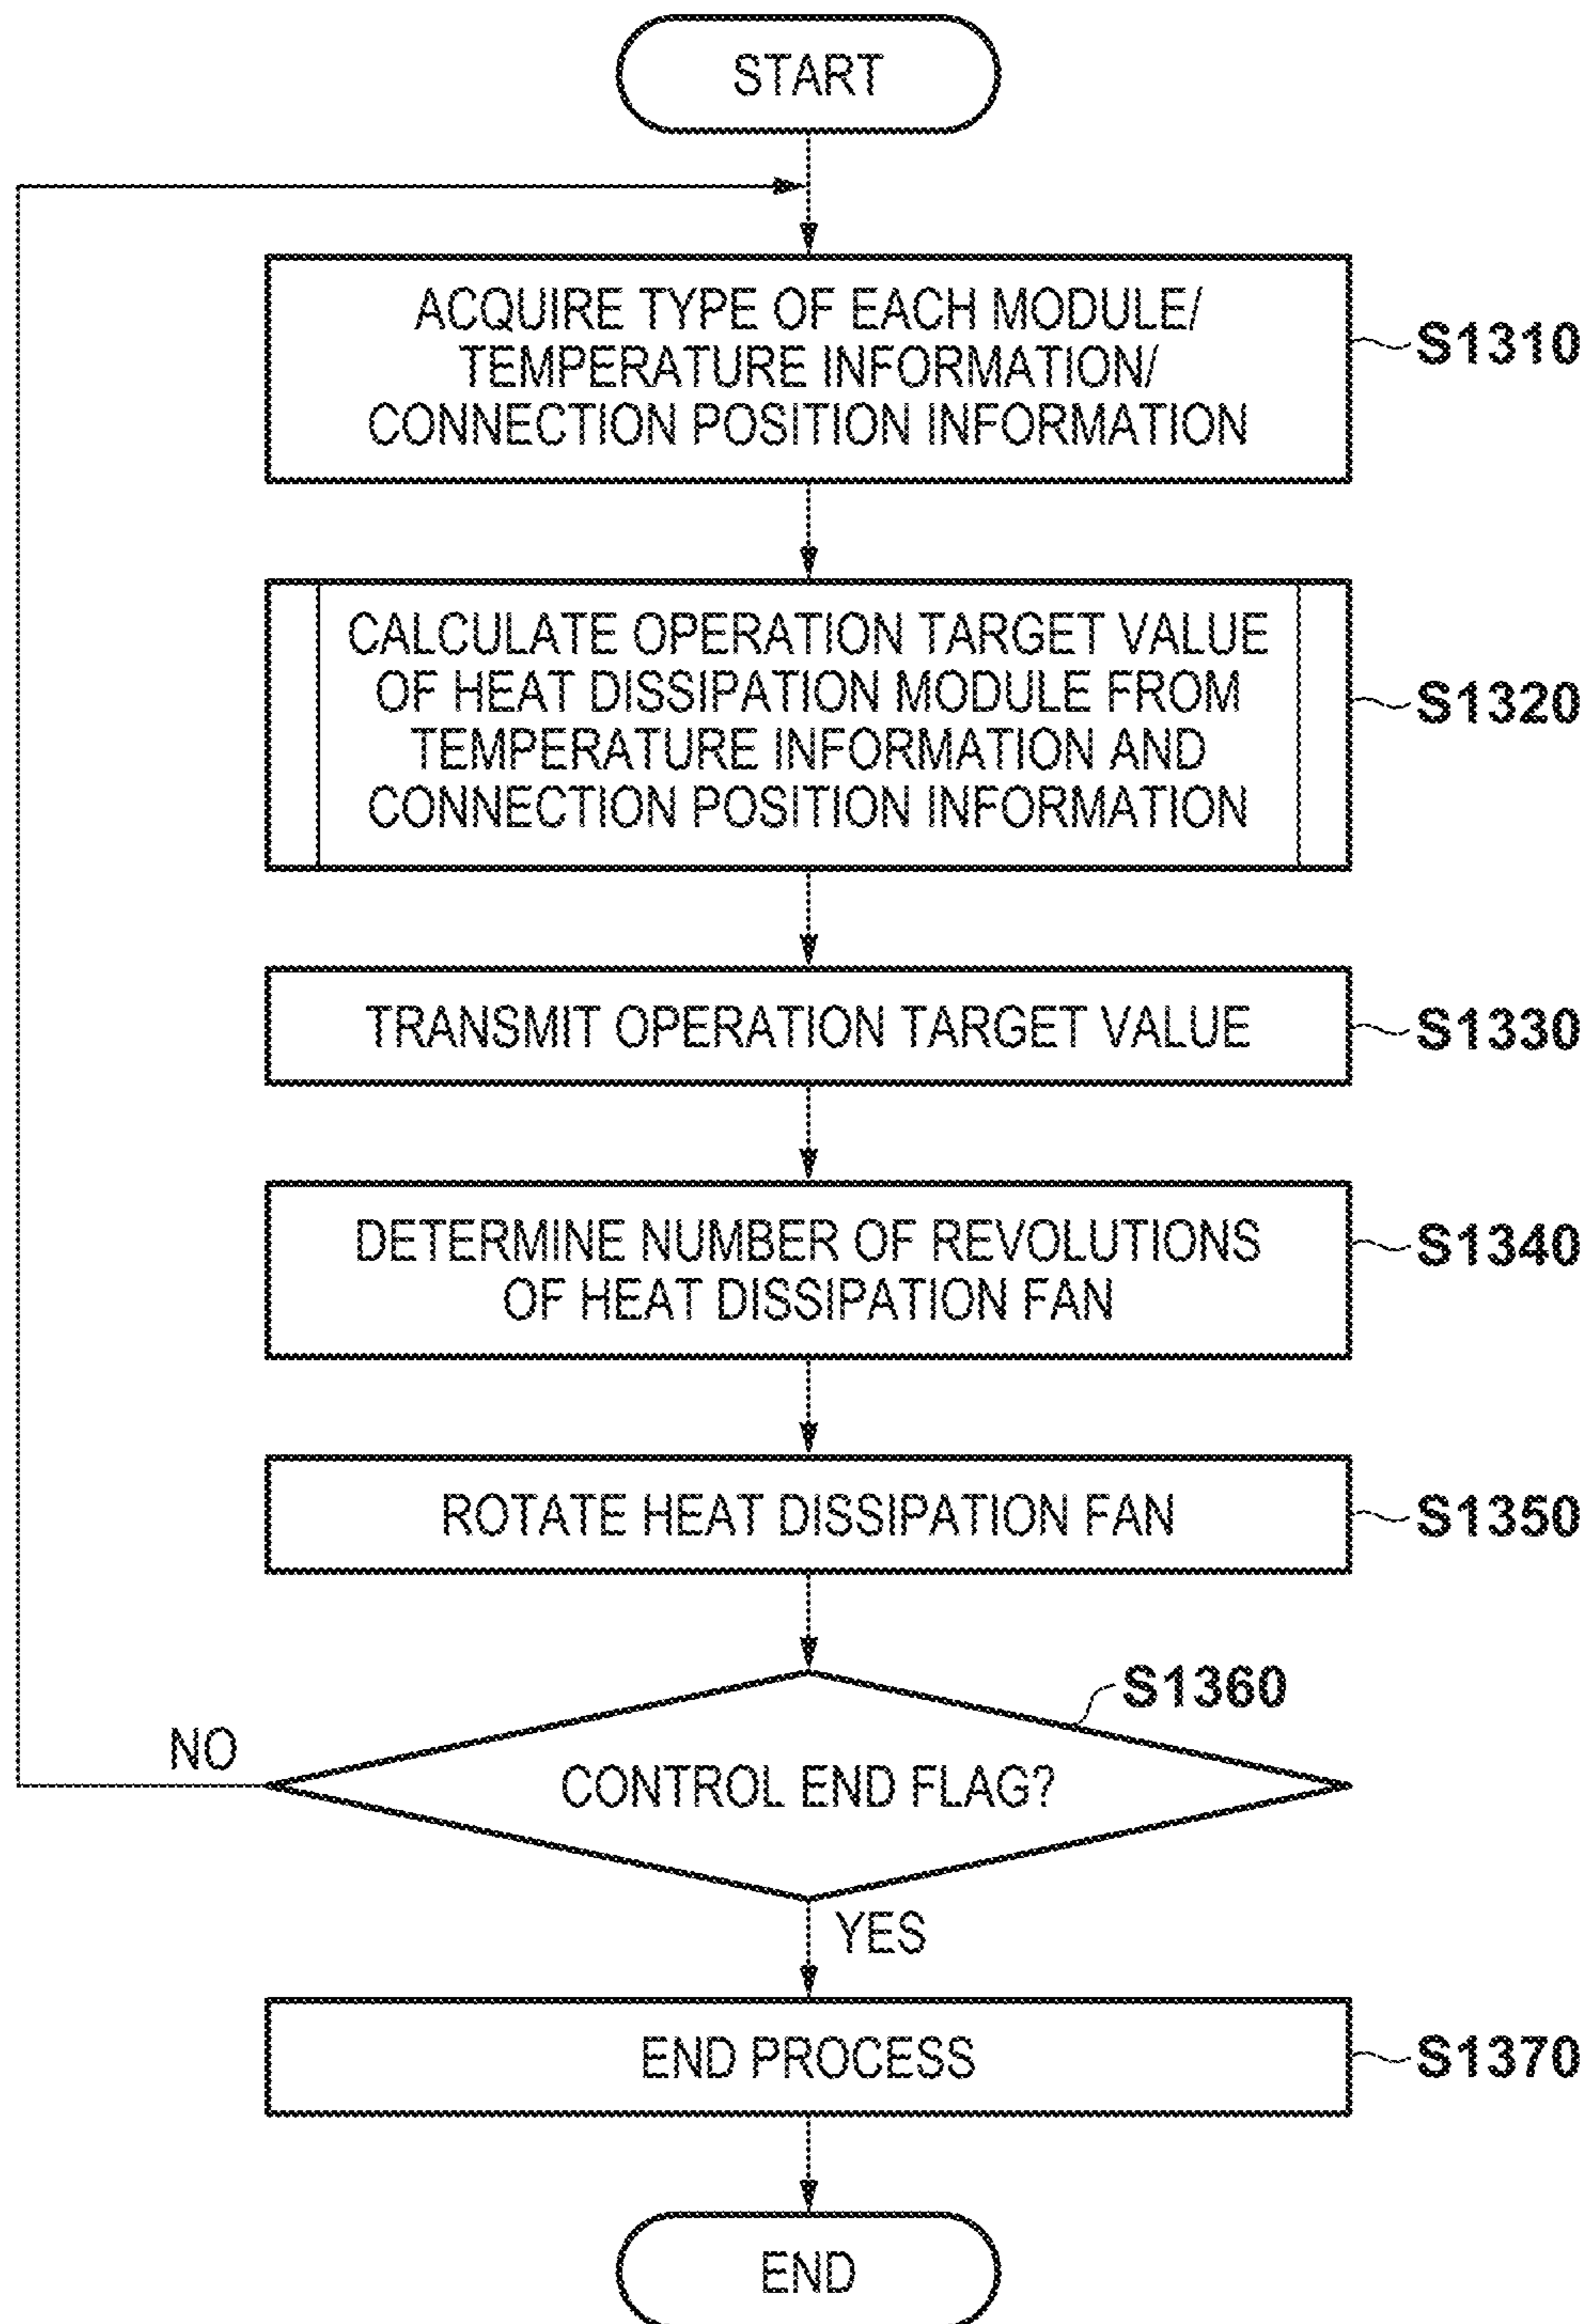 START
ACQUIRE TYPE OF EACH MODULE/
TEMPERATURE INFORMATION/
CONNECTION POSITION INFORMATION
S1310
CALCULATE OPERATION TARGET VALUE
OF HEAT DISSIPATION MODULE FROM
TEMPERATURE INFORMATION AND
CONNECTION POSITION INFORMATION
S1320
TRANSMIT OPERATION TARGET VALUE
S1330
DETERMINE NUMBER OF REVOLUTIONS
OF HEAT DISSIPATION FAN
S1340
ROTATE HEAT DISSIPATION FAN
S1350
S1360
NO
CONTROL END FLAG?
YES
END PROCESS
S1370
END